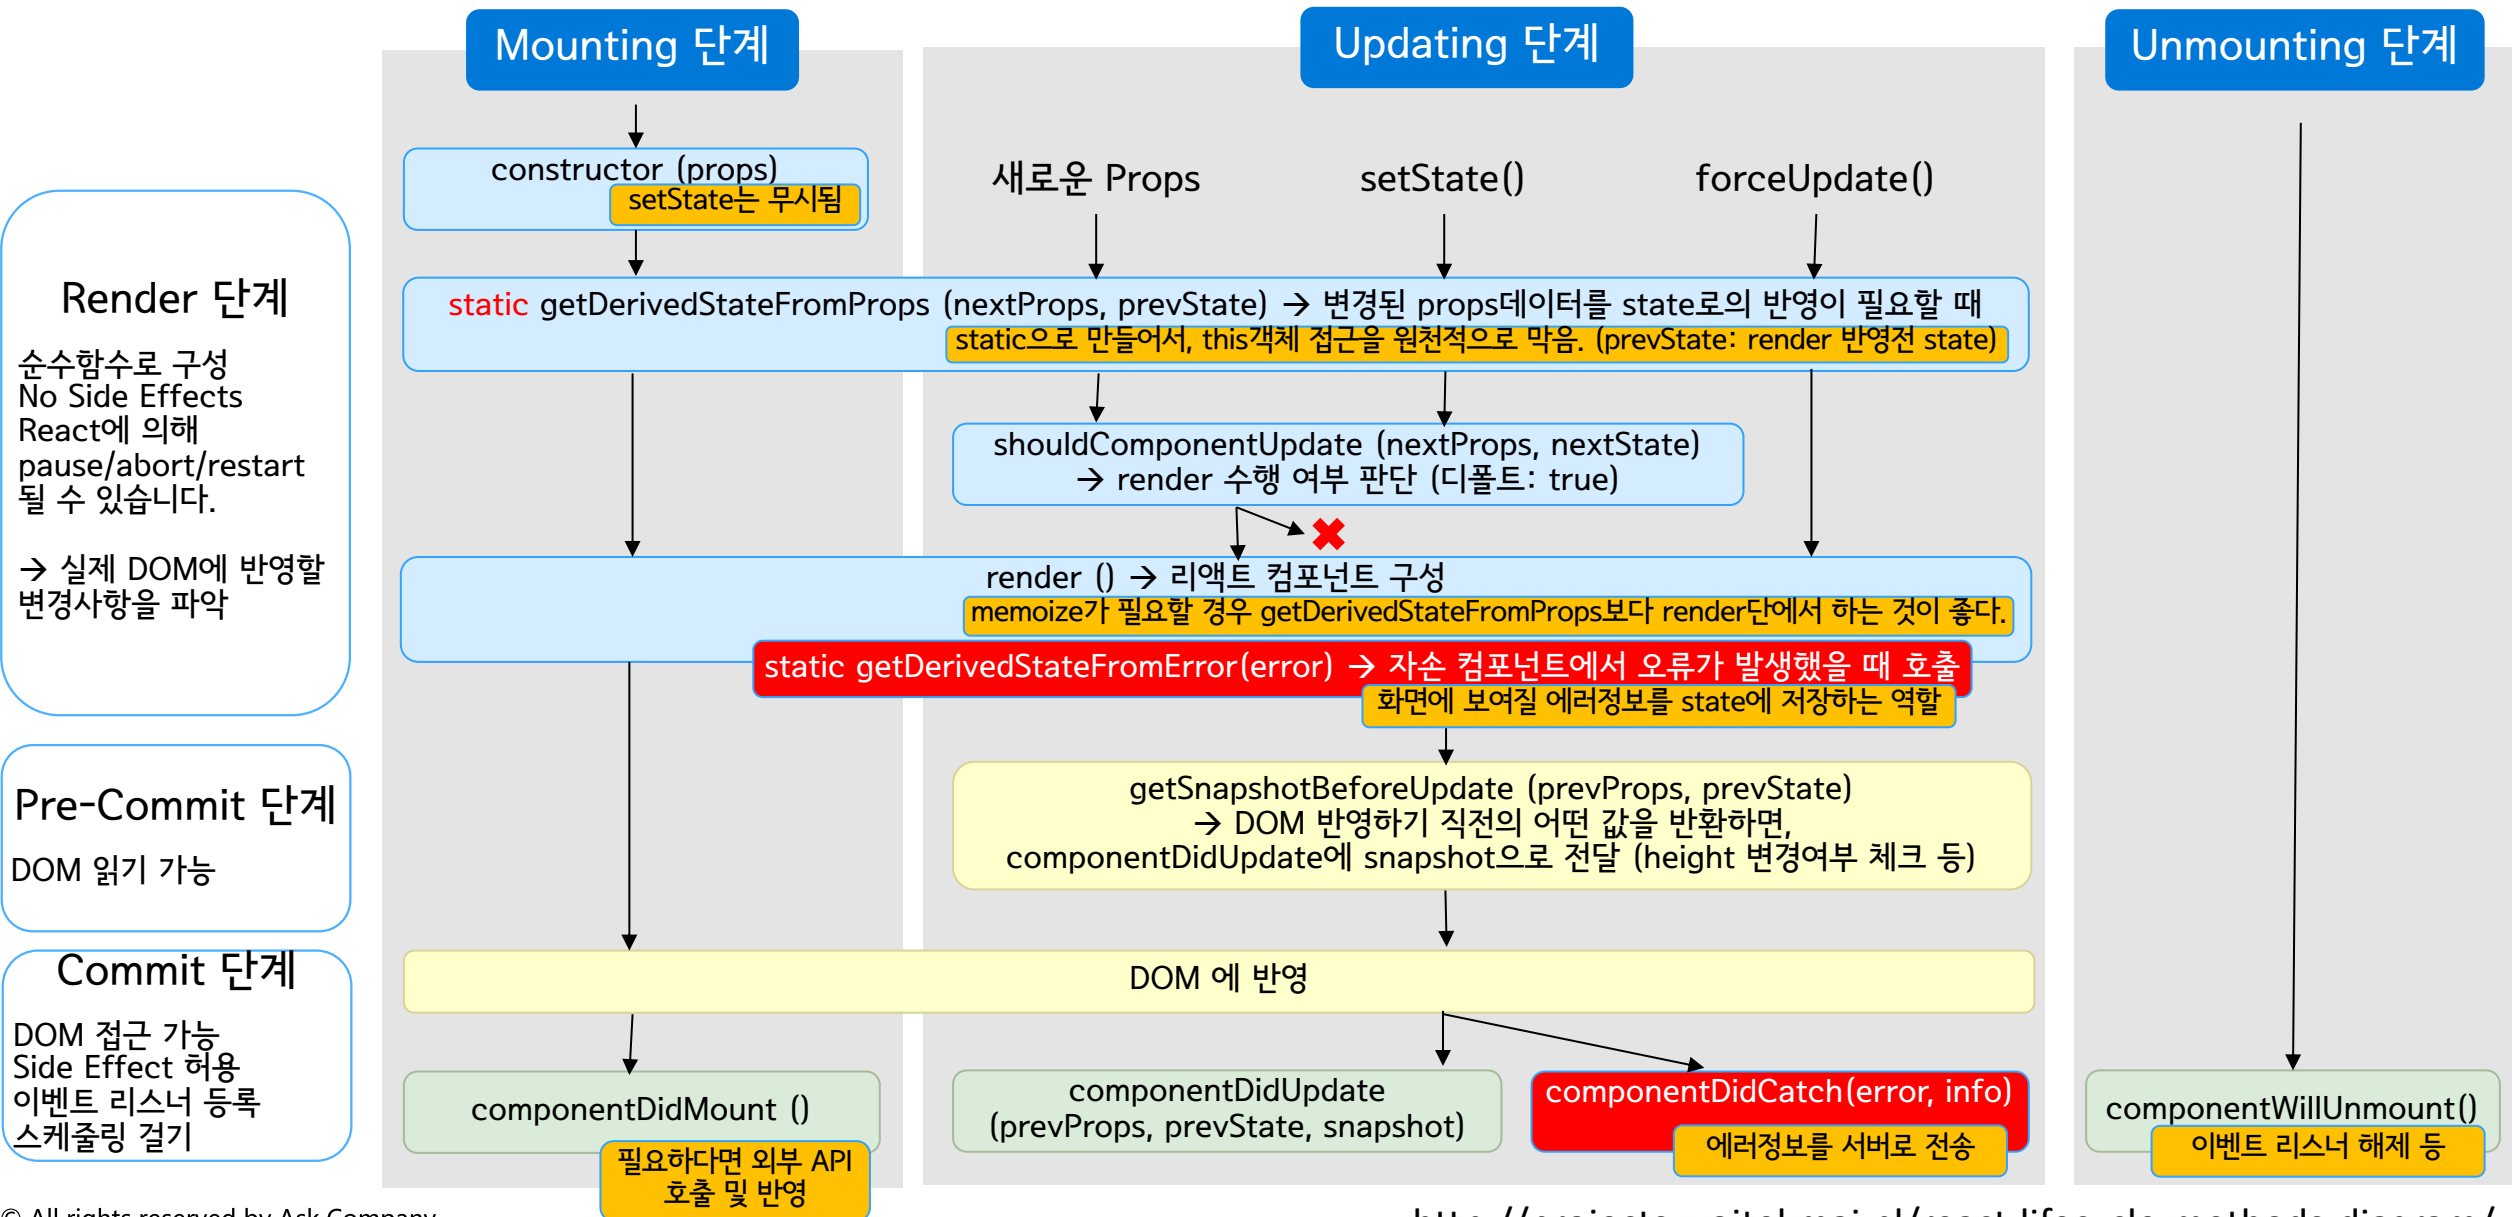 Mounting 단계
Updating 단계
Unmounting 단계
constructor (props)
setState는 무시됨
새로운 Props
setState()
forceUpdate()
Render 단계
순수함수로 구성
No Side Effects
React에 의해
pause/abort/restart
될 수 있습니다.
→ 실제 DOM에 반영할
변경사항을 파악
static getDerivedStateFromProps (nextProps, prevState) → 변경된 props데이터를 state로의 반영이 필요할 때
static으로 만들어서, this객체 접근을 원천적으로 막음. (prevState: render 반영전 state)
shouldComponentUpdate (nextProps, nextState)
→ render 수행 여부 판단 (디폴트: true)
render () → 리액트 컴포넌트 구성
memoize가 필요할 경우 getDerivedStateFromProps보다 render단에서 하는 것이 좋다.
static getDerivedStateFromError(error) → 자손 컴포넌트에서 오류가 발생했을 때 호출
화면에 보여질 에러정보를 state에 저장하는 역할
Pre-Commit 단계
DOM 읽기 가능
getSnapshotBeforeUpdate (prevProps, prevState)
→ DOM 반영하기 직전의 어떤 값을 반환하면,
componentDidUpdate에 snapshot으로 전달 (height 변경여부 체크 등)
Commit 단계
DOM 접근 가능
Side Effect 허용
이벤트 리스너 등록
스케줄링 걸기
DOM 에 반영
componentDidMount ()
필요하다면 외부 API
호출 및 반영
componentDidUpdate
(prevProps, prevState, snapshot)
componentDidCatch(error, info)
에러정보를 서버로 전송
componentWillUnmount()
이벤트 리스너 해제 등
© All rights reserved by Ask Company
http://projects.wojtekmaj.pl/react-lifecycle-methods-diagram/